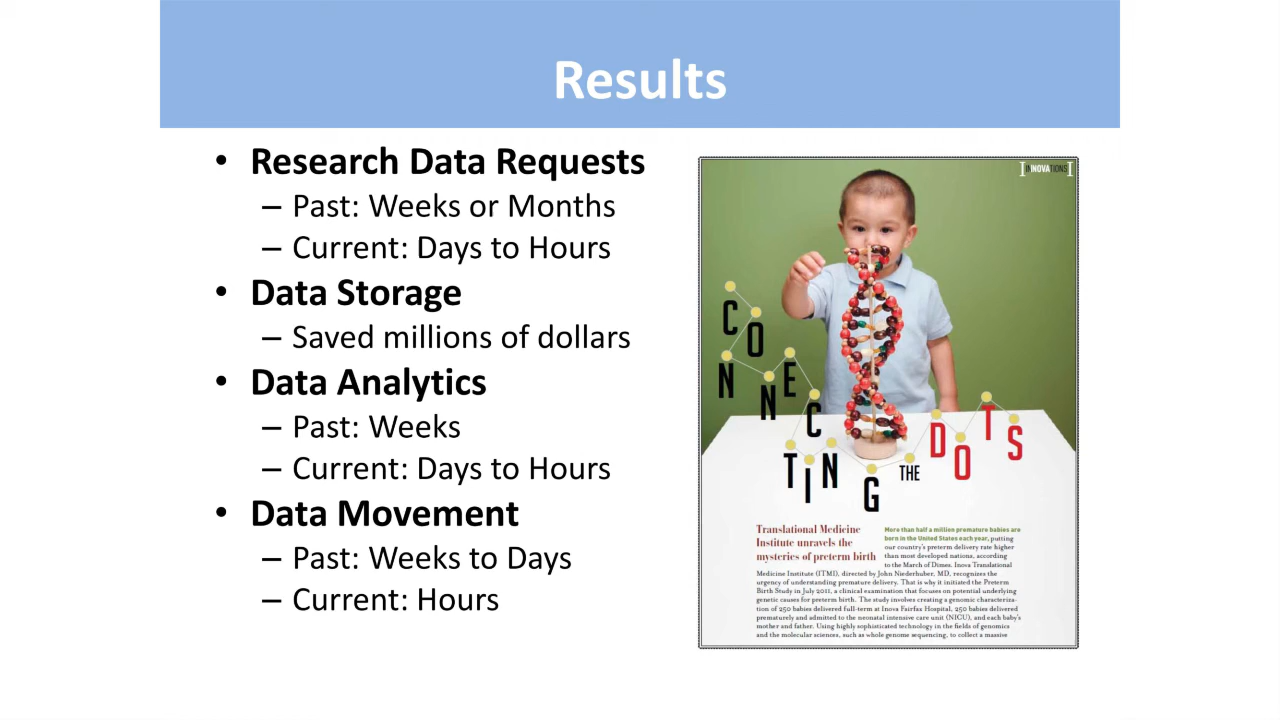 Results
• Research Data Requests
– Past: Weeks or Months
– Current: Days to Hours
• Data Storage
– Saved millions of dollars
• Data Analytics
– Past: Weeks
– Current: Days to Hours
• Data Movement
– Past: Weeks to Days
– Current: Hours
[INNOVATIONS]
CONNECTING THE DOTS
Translational Medicine
Institute unravels the
mysteries of preterm birth
More than half a million premature babies are
born in the United States each year, putting
our country's preterm delivery rate higher
than most developed nations, according
to the March of Dimes. Inova Translational
Medicine Institute (ITMI), directed by John Niederhuber, MD, recognizes the
urgency of understanding premature delivery. That is why it initiated the Preterm
Birth Study in July 2011, a clinical examination that focuses on potential underlying
genetic causes for preterm birth. The study involves creating a genomic characteriza-
tion of 250 babies delivered full-term at Inova Fairfax Hospital, 250 babies delivered
prematurely and admitted to the neonatal intensive care unit (NICU), and each baby's
mother and father. Using highly sophisticated technology in the fields of genomics
and the molecular sciences, such as whole genome sequencing, to collect a massive